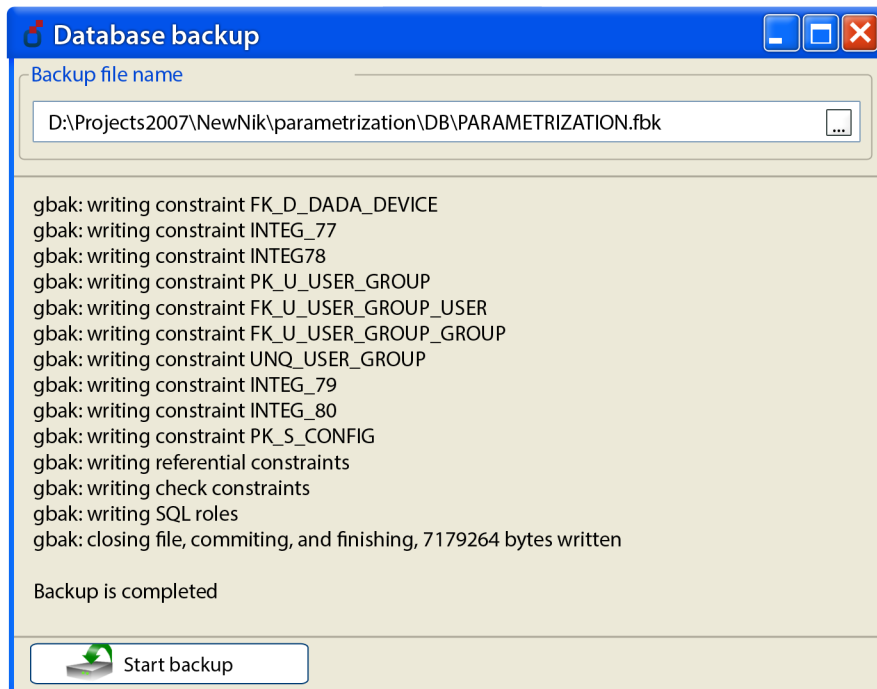 Database backup
Backup file name
D:\Projects2007\NewNik\parametrization\DB\PARAMETRIZATION.fbk
...
gbak: writing constraint FK_D_DADA_DEVICE
gbak: writing constraint INTEG_77
gbak: writing constraint INTEG78
gbak: writing constraint PK_U_USER_GROUP
gbak: writing constraint FK_U_USER_GROUP_USER
gbak: writing constraint FK_U_USER_GROUP_GROUP
gbak: writing constraint UNQ_USER_GROUP
gbak: writing constraint INTEG_79
gbak: writing constraint INTEG_80
gbak: writing constraint PK_S_CONFIG
gbak: writing referential constraints
gbak: writing check constraints
gbak: writing SQL roles
gbak: closing file, commiting, and finishing, 7179264 bytes written
Backup is completed
Start backup